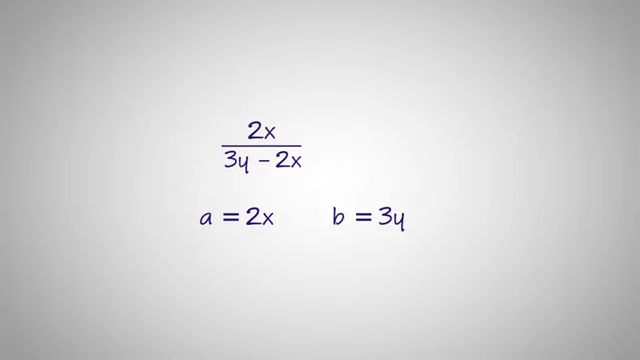 2x
3y − 2x
a = 2x b = 3y